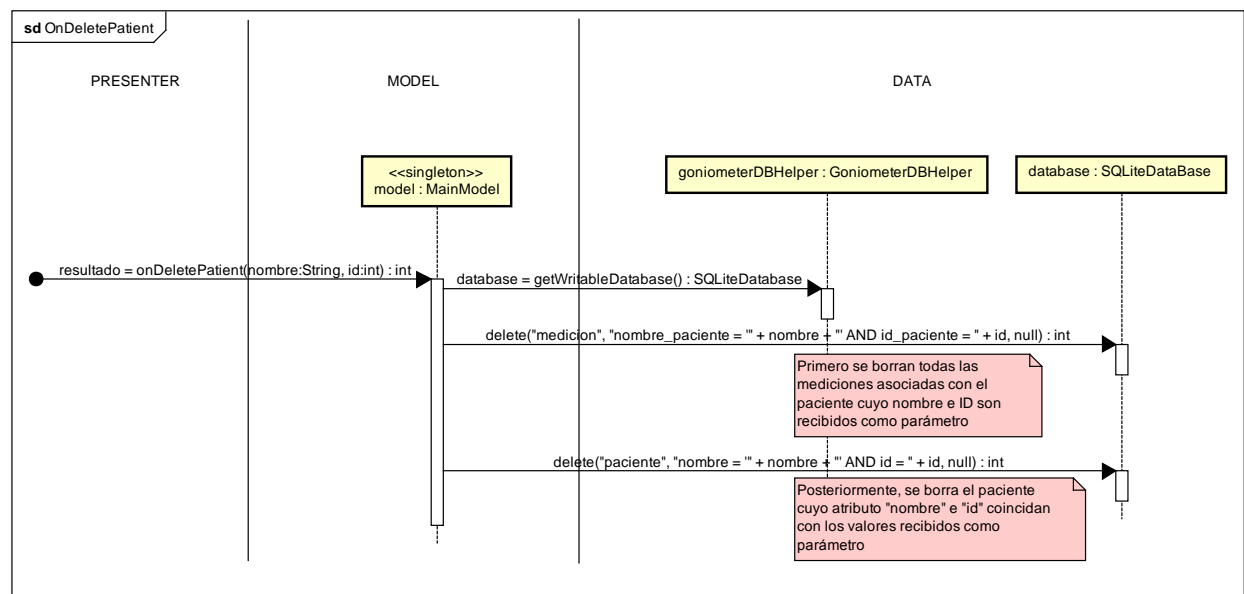 sd OnDeletePatient
PRESENTER
MODEL
DATA
<<singleton>>
model : MainModel
goniometerDBHelper : GoniometerDBHelper
database : SQLiteDataBase
resultado = onDeletePatient(nombre:String, id:int) : int
database = getWritableDatabase() : SQLiteDatabase
delete("medicion", "nombre_paciente = '" + nombre + "' AND id_paciente = " + id, null) : int
Primero se borran todas las
mediciones asociadas con el
paciente cuyo nombre e ID son
recibidos como parámetro
delete("paciente", "nombre = '" + nombre + "' AND id = " + id, null) : int
Posteriormente, se borra el paciente
cuyo atributo "nombre" e "id" coincidan
con los valores recibidos como
parámetro